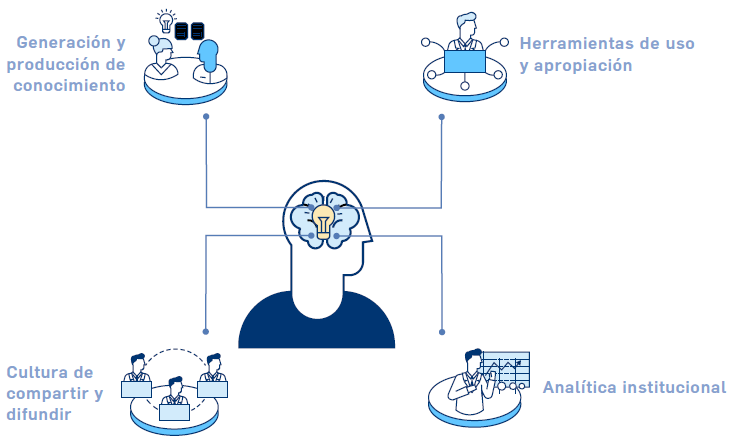 Generación y
producción de
conocimiento
Herramientas de uso
y apropiación
Cultura de
compartir y
difundir
Analítica institucional